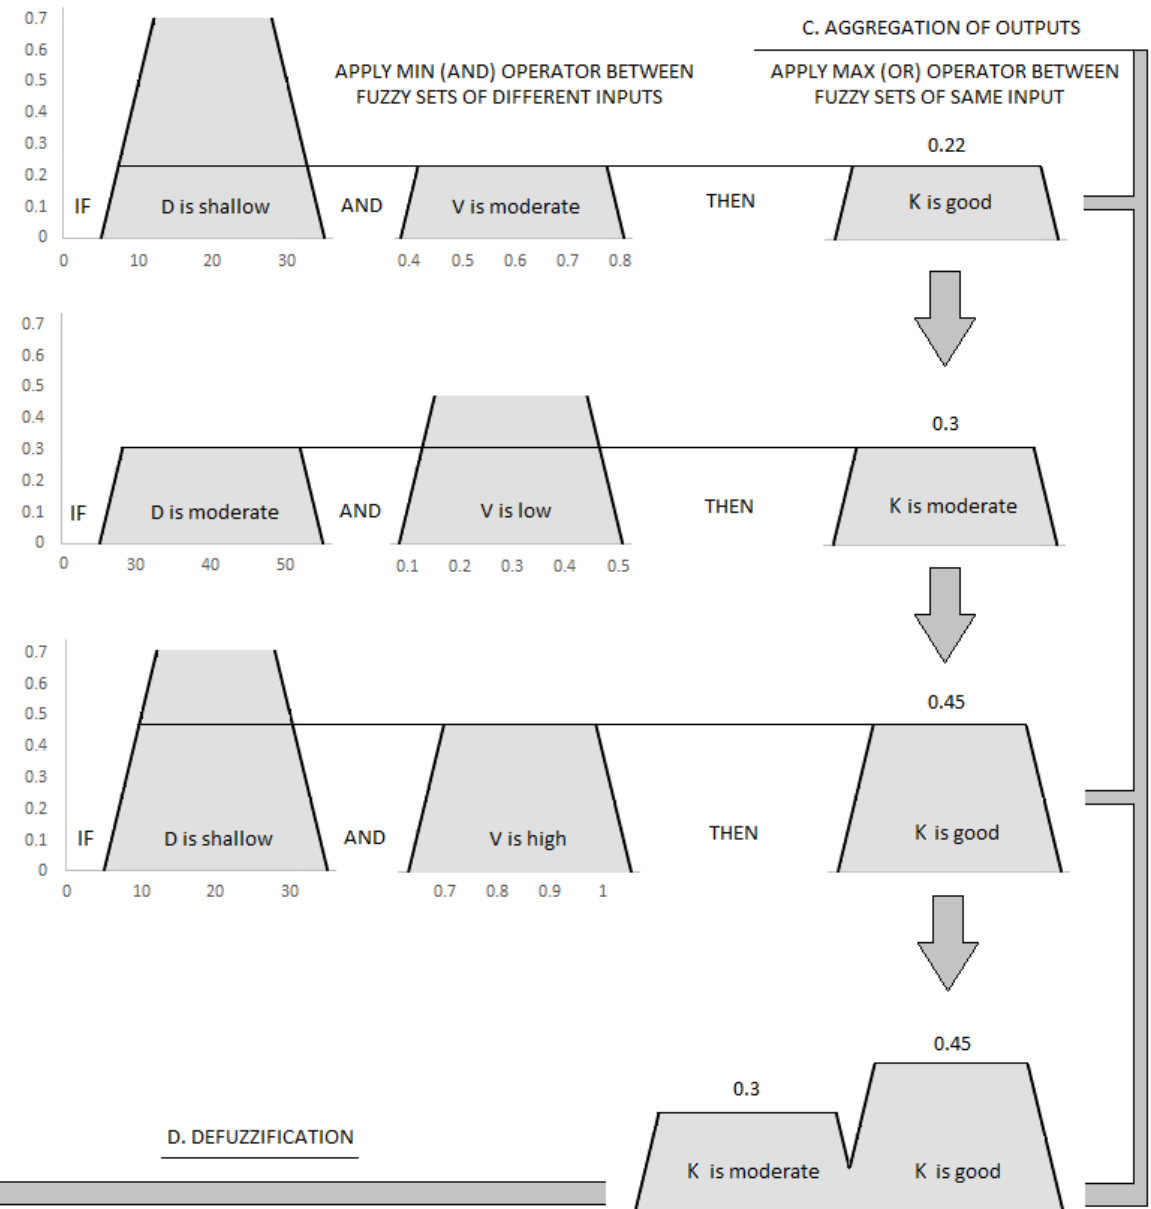 C. AGGREGATION OF OUTPUTS
APPLY MIN (AND) OPERATOR BETWEEN
FUZZY SETS OF DIFFERENT INPUTS
APPLY MAX (OR) OPERATOR BETWEEN
FUZZY SETS OF SAME INPUT
0.7
0.6
0.5
0.4
0.3
0.2
0.1
0
0.22
IF
D is shallow
AND
V is moderate
THEN
K is good
0 10 20 30
0.4 0.5 0.6 0.7 0.8
0.7
0.6
0.5
0.4
0.3
0.2
0.1
0
0.3
IF
D is moderate
AND
V is low
THEN
K is moderate
0 30 40 50
0.1 0.2 0.3 0.4 0.5
0.7
0.6
0.5
0.4
0.3
0.2
0.1
0
0.45
IF
D is shallow
AND
V is high
THEN
K is good
0 10 20 30
0.7 0.8 0.9 1
0.45
0.3
D. DEFUZZIFICATION
K is moderate
K is good